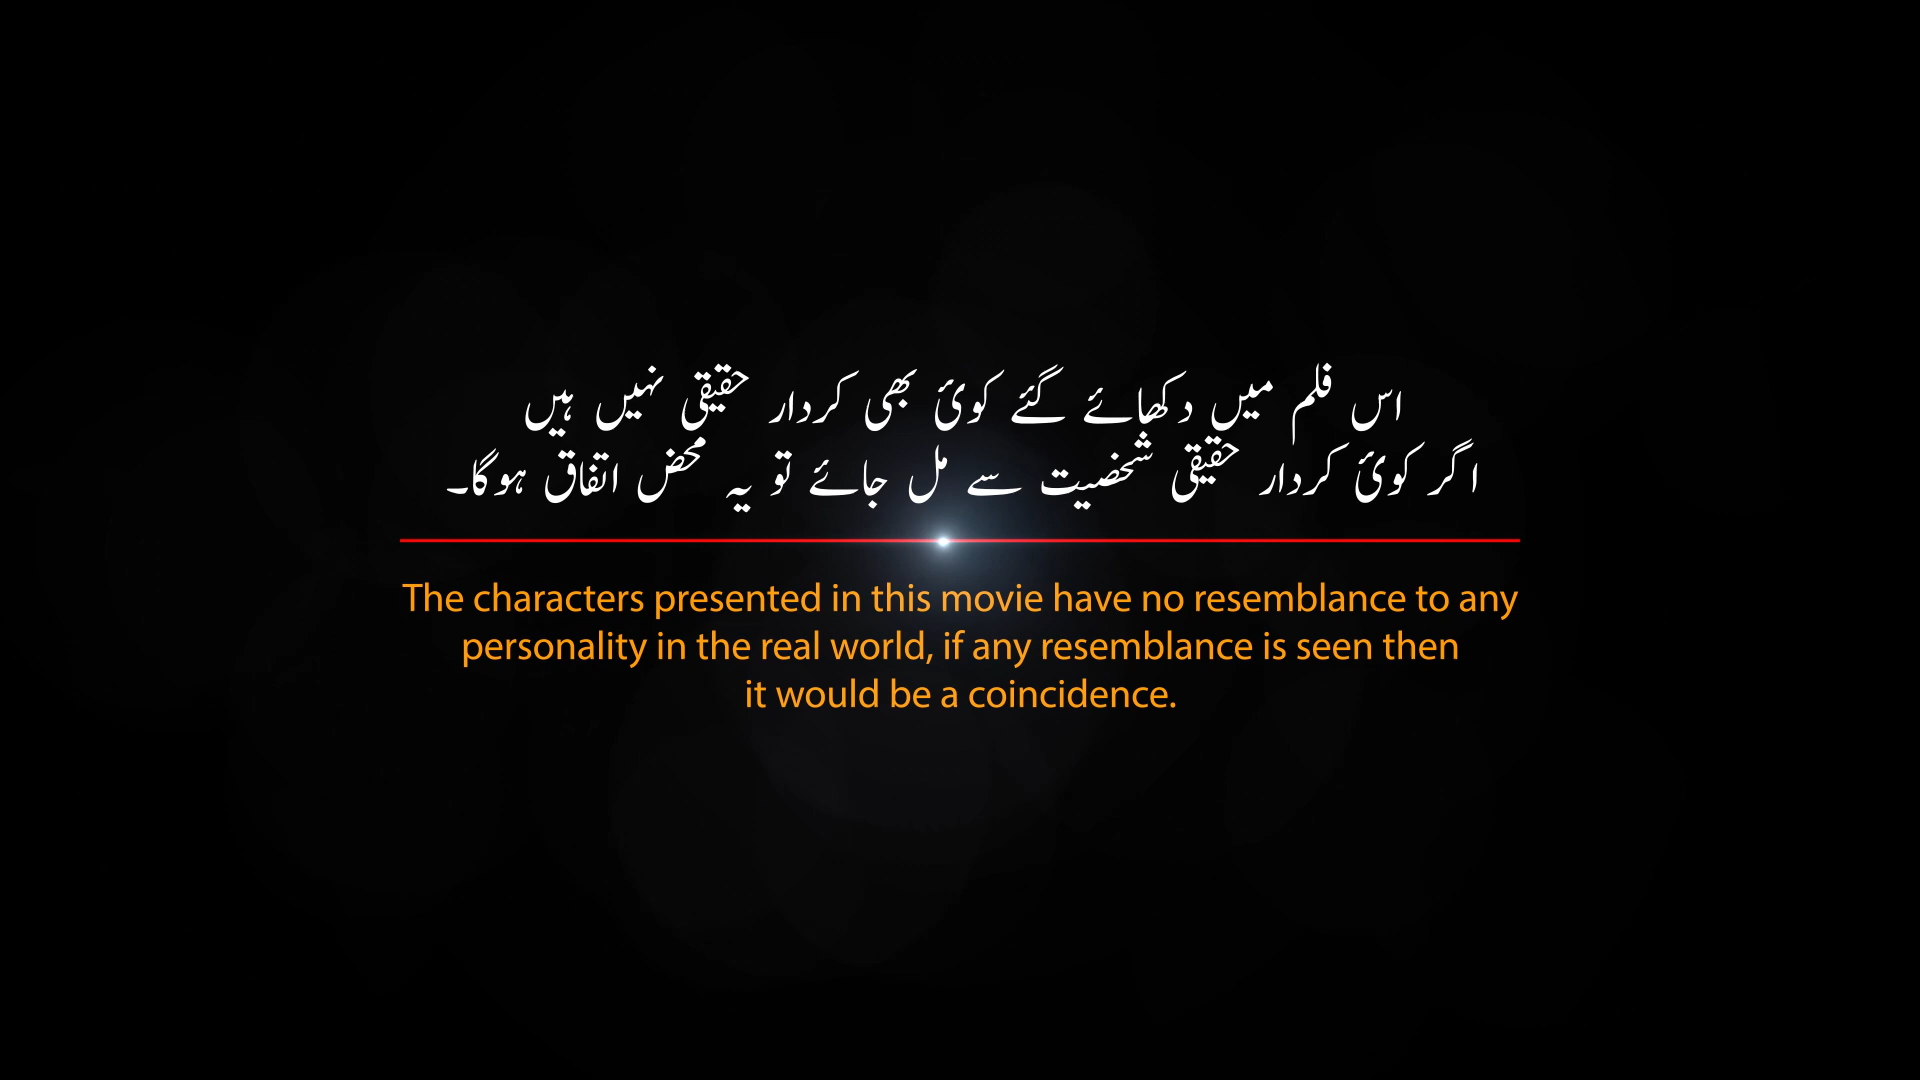 اس فلم میں دکھائے گئے کوئ بھی کردار حقیقی نہیں ہیں
اگر کوئ کردار حقیقی شخصیت سے مل جائے تو یہ محض اتفاق ہوگا۔
The characters presented in this movie have no resemblance to any
personality in the real world, if any resemblance is seen then
it would be a coincidence.